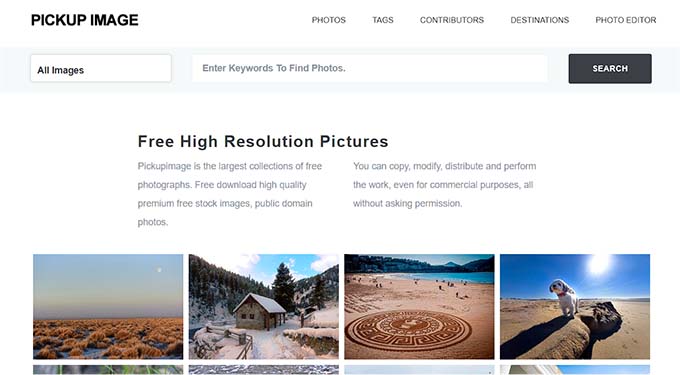 PICKUP IMAGE
PHOTOS TAGS CONTRIBUTORS DESTINATIONS PHOTO EDITOR
All Images
Enter Keywords To Find Photos.
SEARCH
Free High Resolution Pictures
Pickupimage is the largest collections of free
photographs. Free download high quality
premium free stock images, public domain
photos.
You can copy, modify, distribute and perform
the work, even for commercial purposes, all
without asking permission.